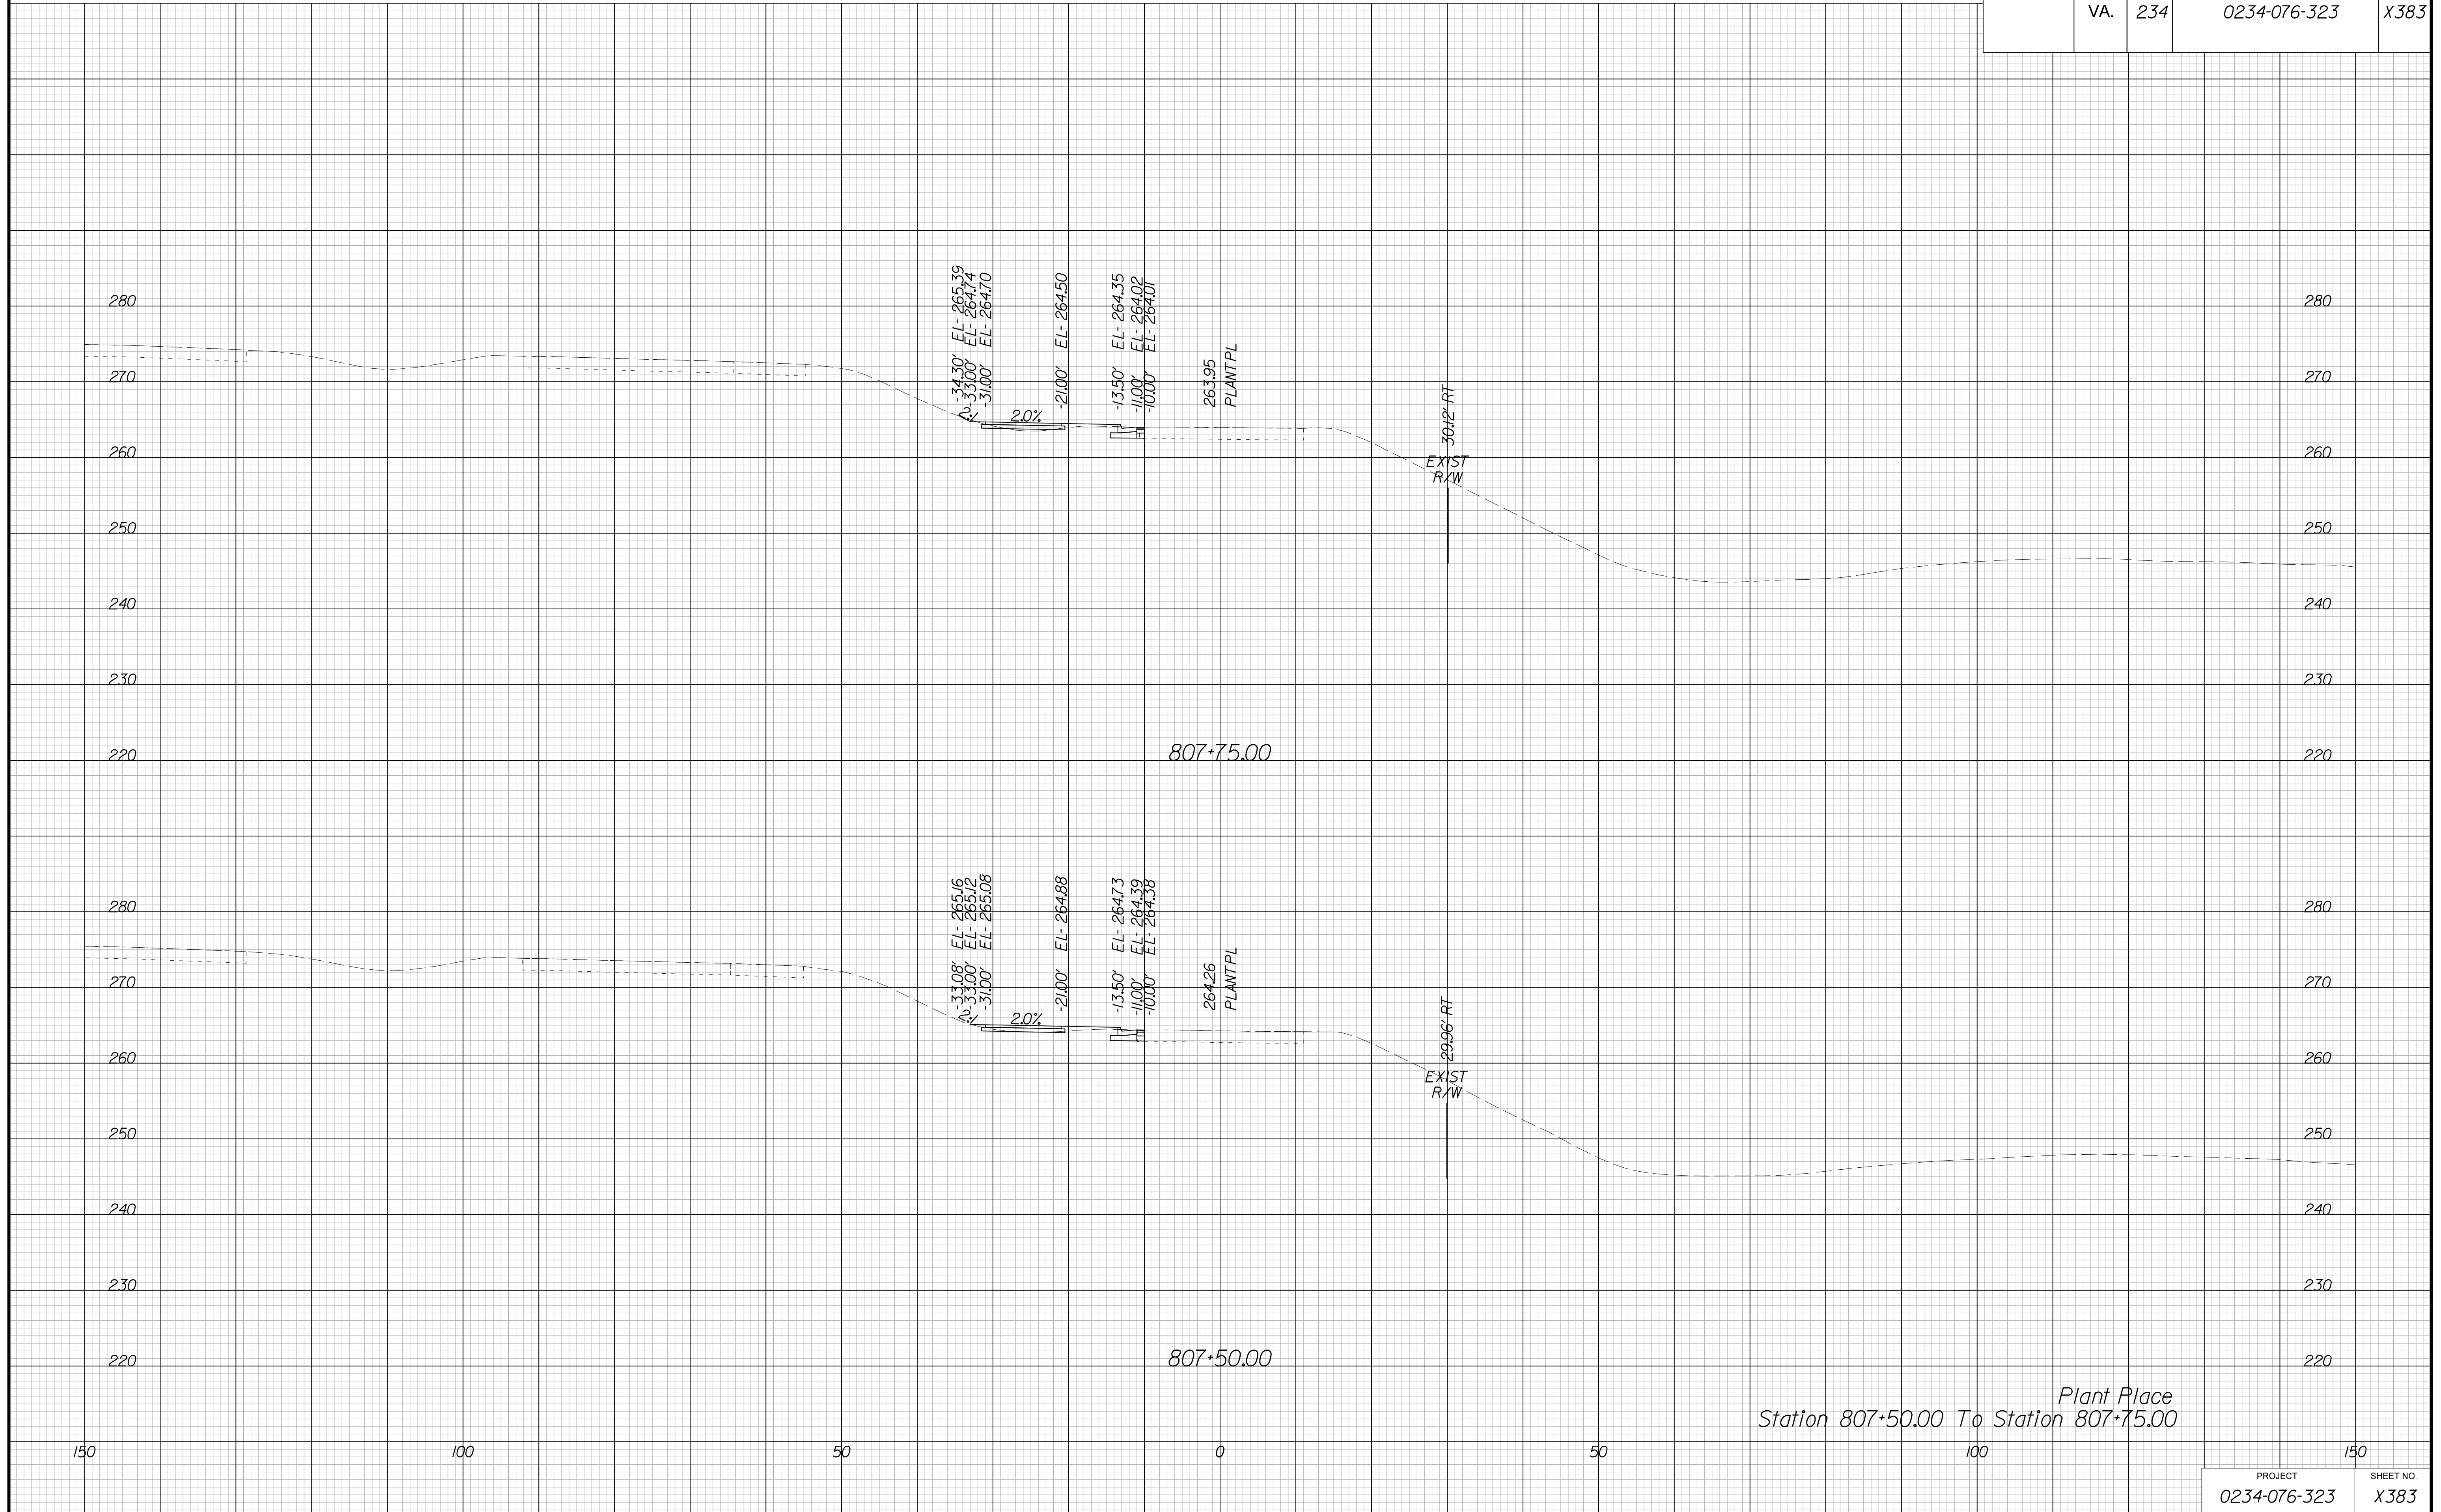 VA. 234 0234-076-323 X383
-34.30' EL- 265.39
-33.00' EL- 264.74
-31.00' EL- 264.70
-21.00' EL- 264.50
-13.50' EL- 264.35
-11.00' EL- 264.02
-10.00' EL- 264.01
263.95
PLANTPL
2:1
2.0%
30.12' RT
EXIST
R/W
280 280
270 270
260 260
250 250
240 240
230 230
220 807+75.00 220
-33.08' EL- 265.16
-33.00' EL- 265.12
-31.00' EL- 265.08
-21.00' EL- 264.88
-13.50' EL- 264.73
-11.00' EL- 264.39
-10.00' EL- 264.38
264.26
PLANTPL
2:1
2.0%
29.96' RT
EXIST
R/W
280 280
270 270
260 260
250 250
240 240
230 230
220 807+50.00 220
Plant Place
Station 807+50.00 To Station 807+75.00
150 100 50 0 50 100 150
PROJECT SHEET NO.
0234-076-323 X383